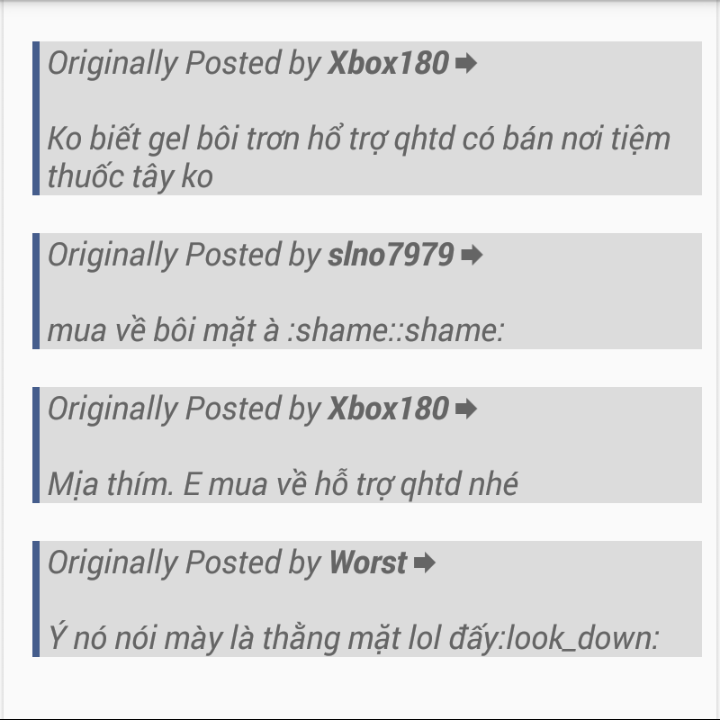 Originally Posted by Xbox180
Ko biết gel bôi trơn hổ trợ qhtd có bán nơi tiệm
thuốc tây ko
Originally Posted by slno7979
mua về bôi mặt à :shame::shame:
Originally Posted by Xbox180
Mịa thím. E mua về hỗ trợ qhtd nhé
Originally Posted by Worst
Ý nó nói mày là thằng mặt lol đấy:look_down: